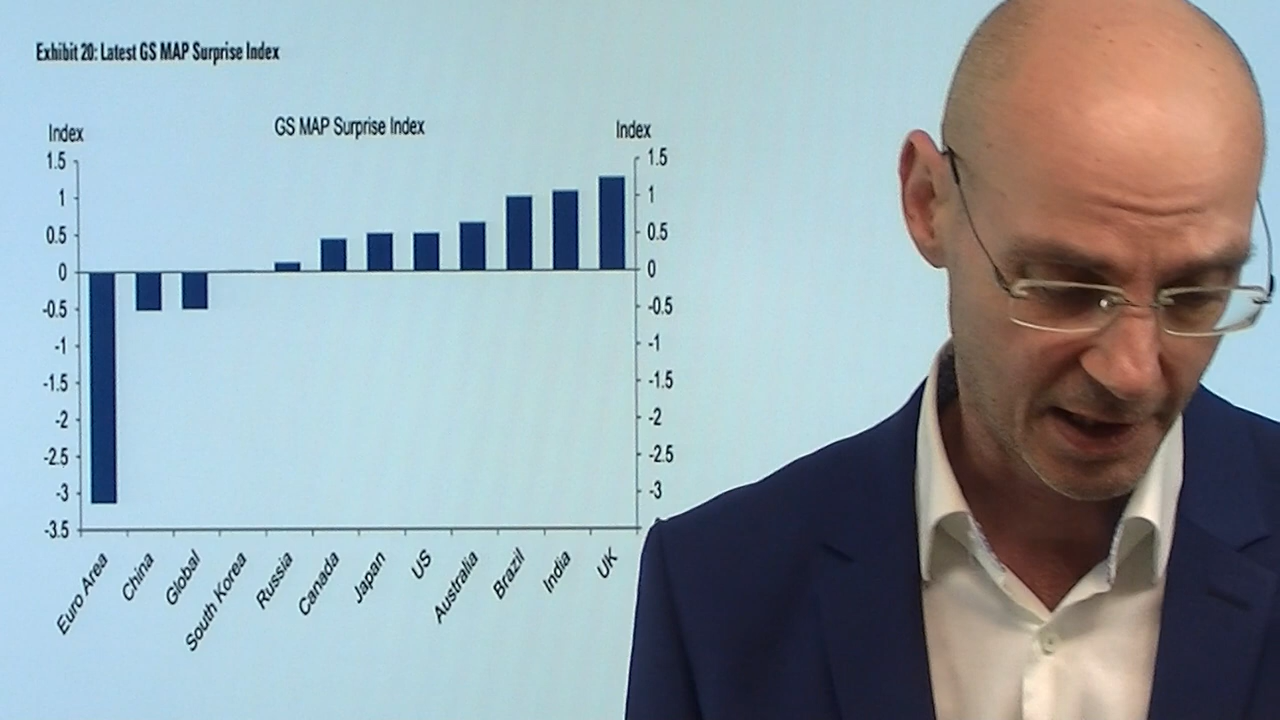 Exhibit 20: Latest GS MAP Surprise Index
GS MAP Surprise Index
Index Index
1.5 1.5
1 1
0.5 0.5
0 0
-0.5 -0.5
-1 -1
-1.5 -1.5
-2 -2
-2.5 -2.5
-3 -3
-3.5
Euro Area China Global South Korea Russia Canada Japan US Australia Brazil India UK